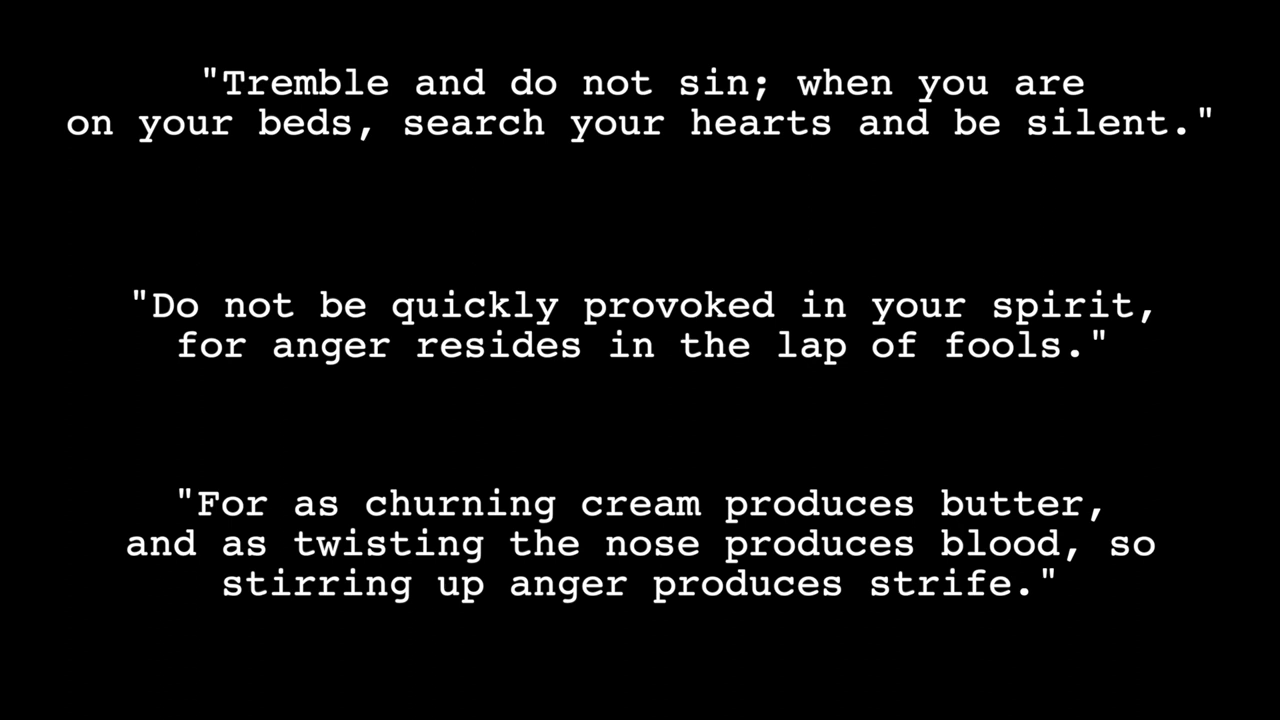 "Tremble and do not sin; when you are
on your beds, search your hearts and be silent."
"Do not be quickly provoked in your spirit,
for anger resides in the lap of fools."
"For as churning cream produces butter,
and as twisting the nose produces blood, so
stirring up anger produces strife."